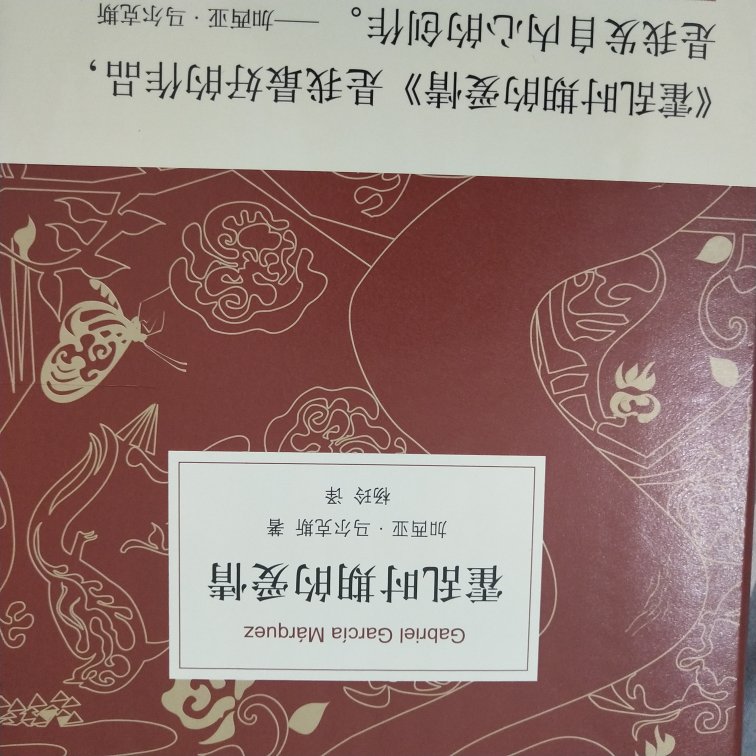 Gabriel García Márquez
霍乱时期的爱情
加西亚·马尔克斯 著
杨玲 译
《霍乱时期的爱情》是我最好的作品,
是我发自内心的创作。 ——加西亚·马尔克斯